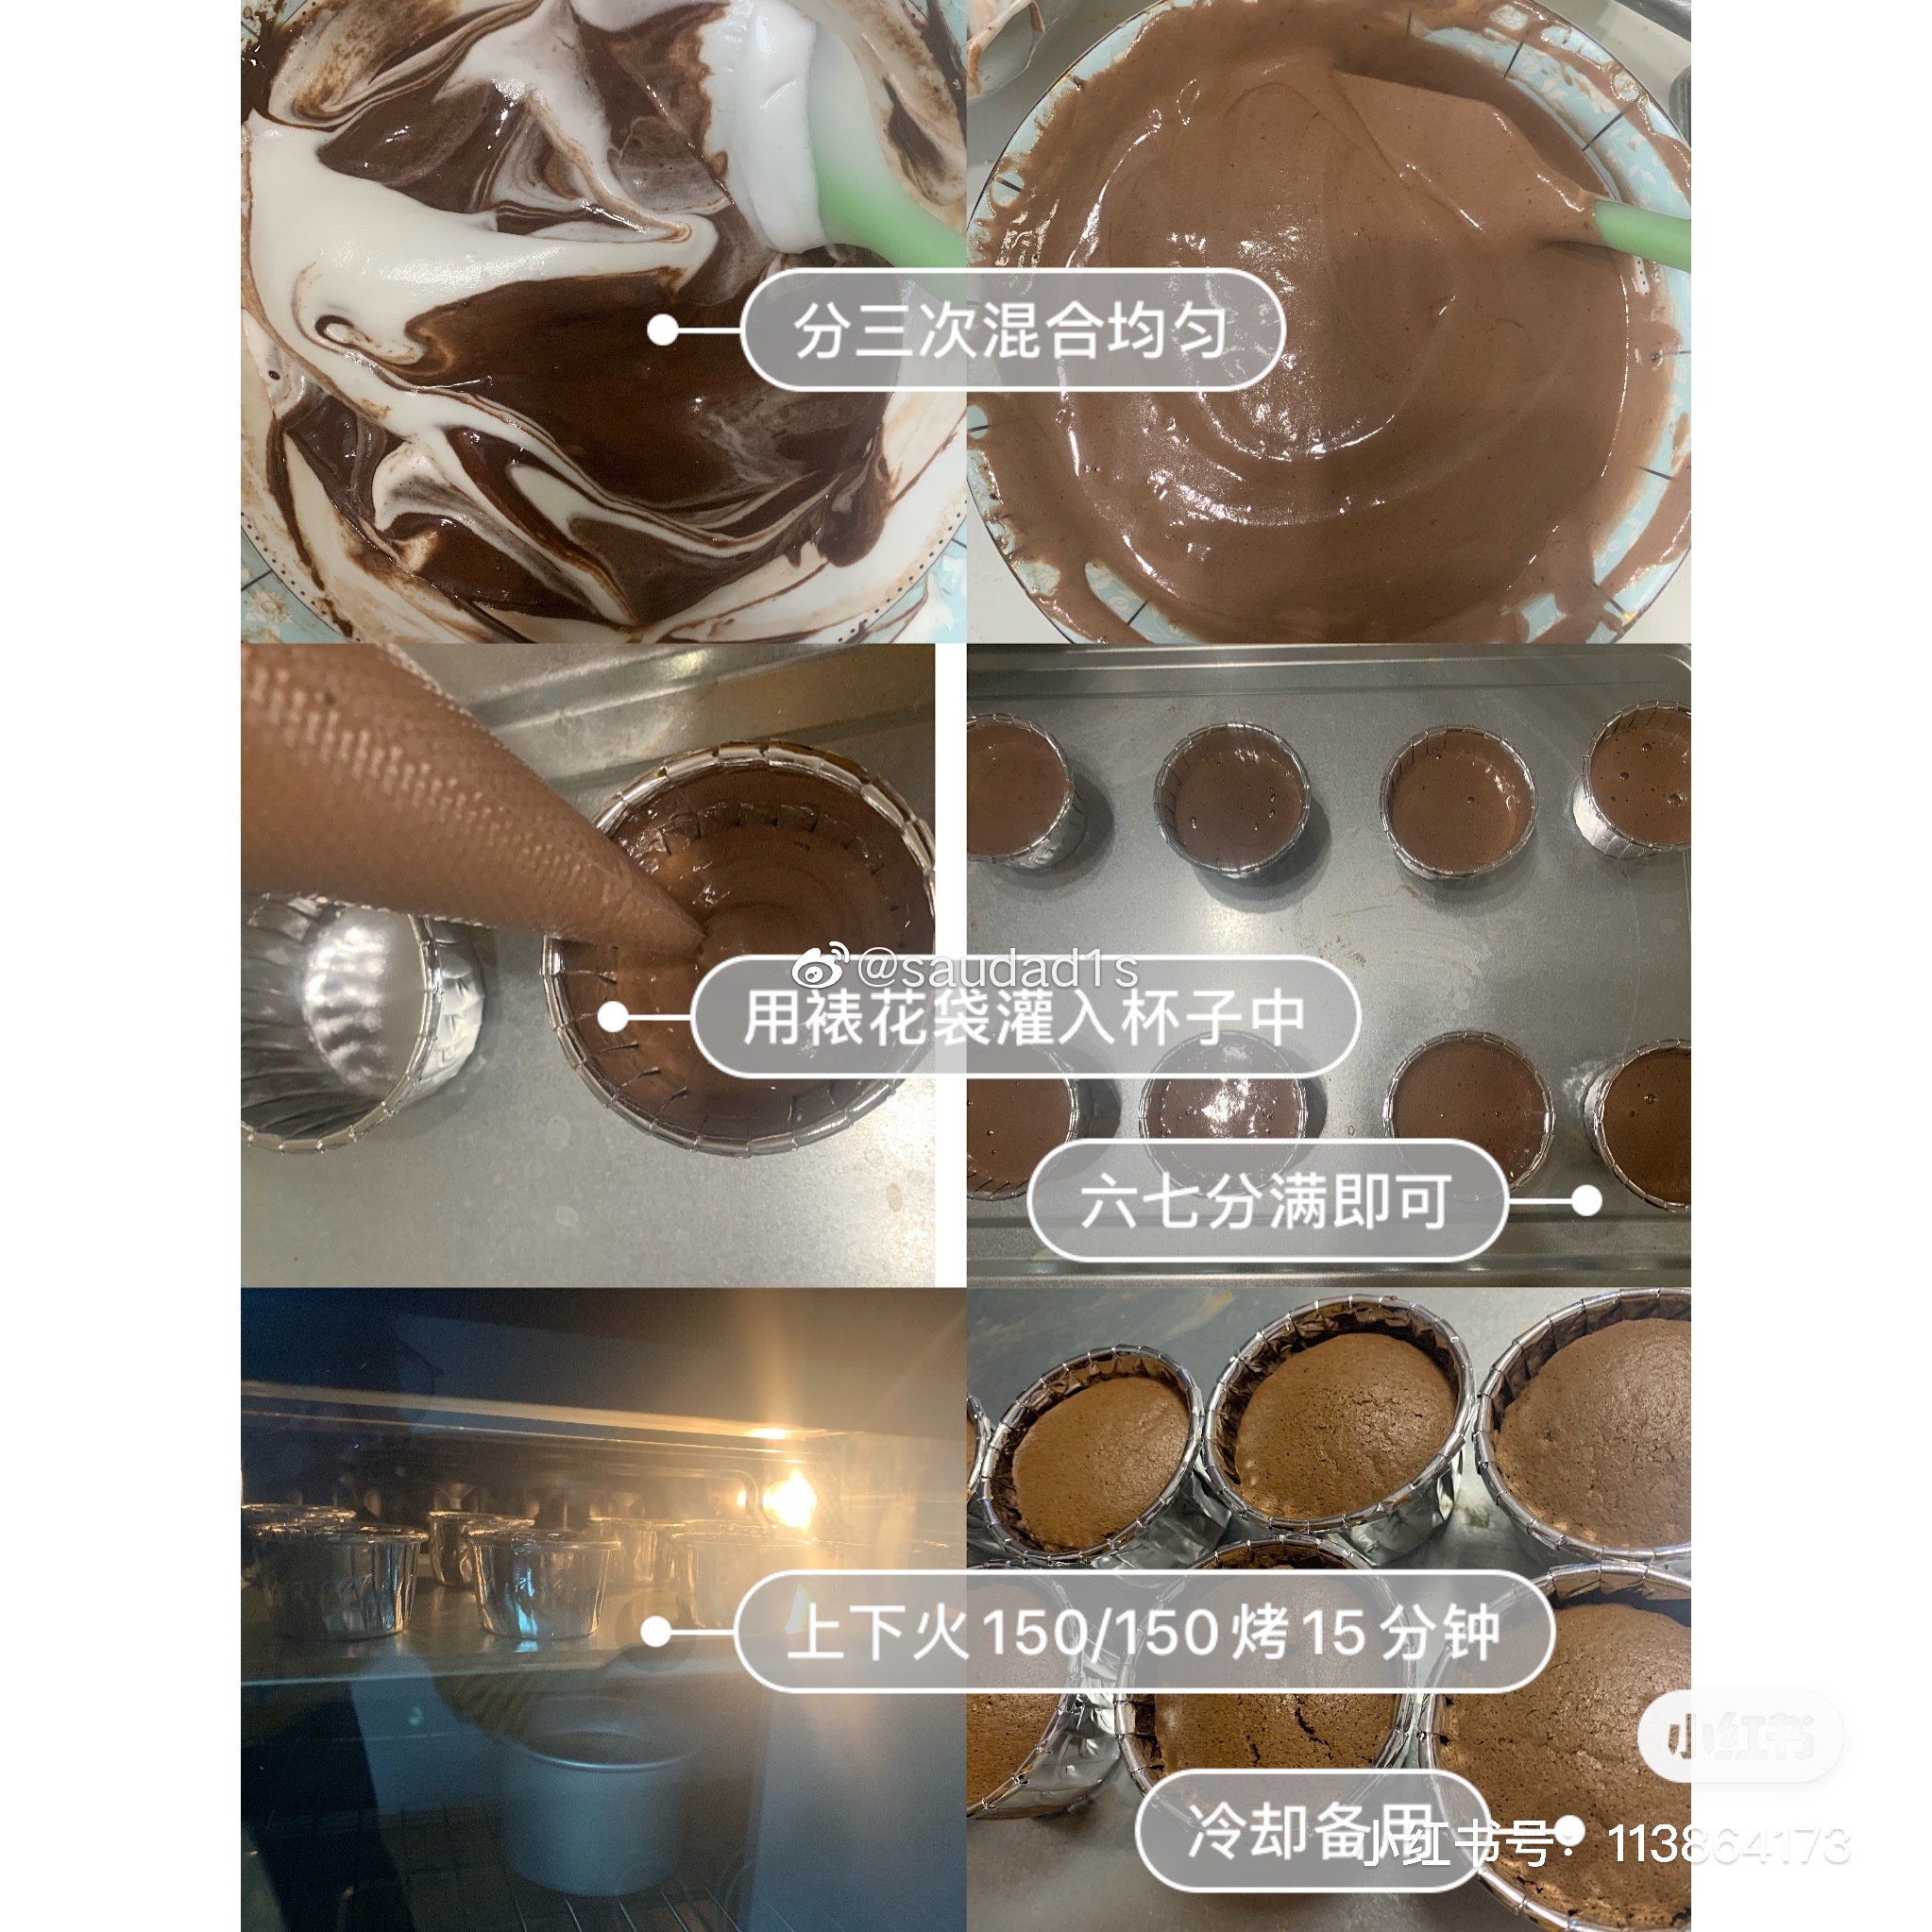 分三次混合均匀
@saudad1s
用裱花袋灌入杯子中
六七分满即可
上下火150/150烤15分钟
小红书
冷却备用
小红书号：113864173